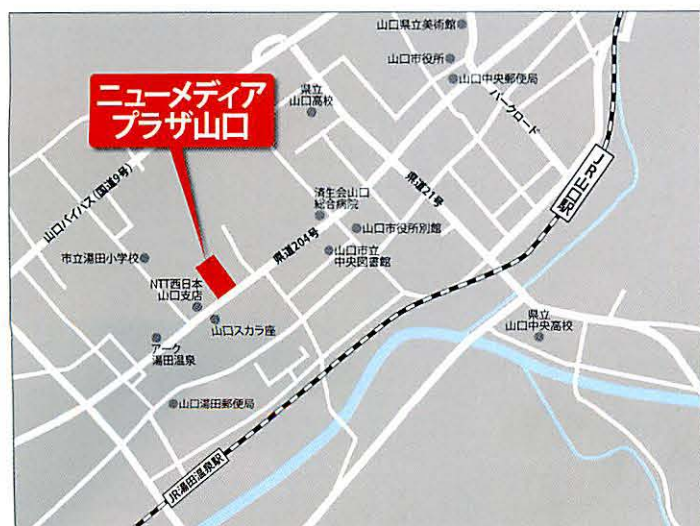 山口県立美術館
山口市役所
山口中央郵便局
パークロード
ニューメディア
プラザ山口
県立
山口高校
JR山口駅
山口バイパス(国道9号)
県道21号
済生会山口
総合病院
山口市役所別館
県道204号
山口市立
中央図書館
市立湯田小学校
NTT西日本
山口支店
山口スカラ座
アーク
湯田温泉
県立
山口中央高校
山口湯田郵便局
JR湯田温泉駅